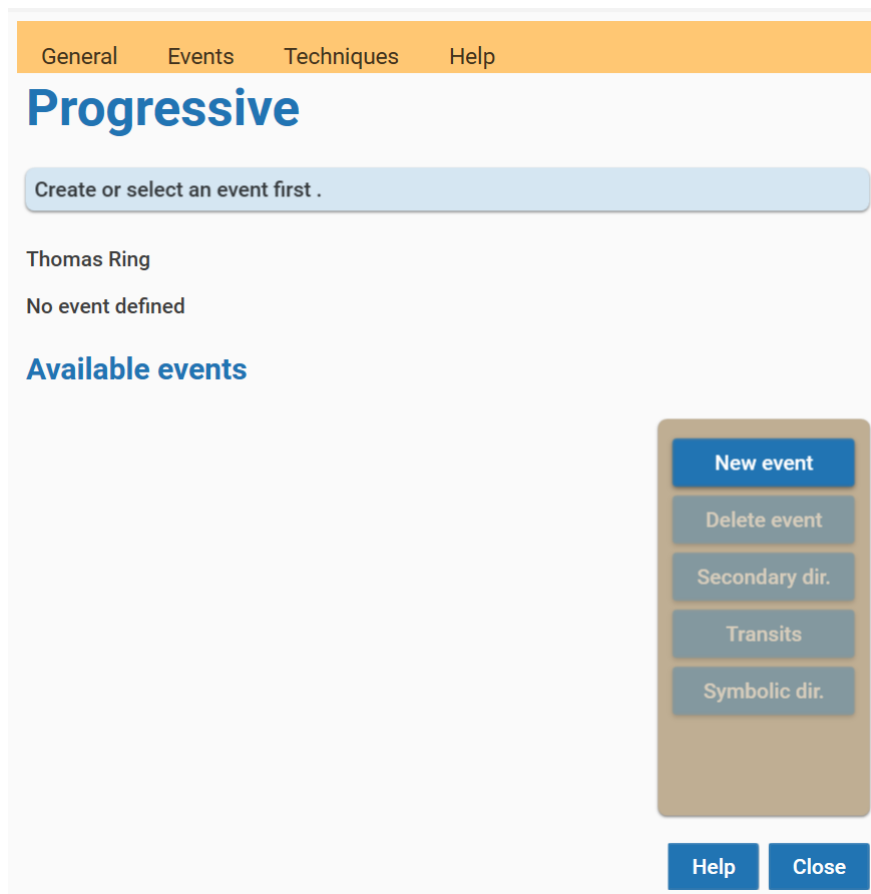 General Events Techniques Help
Progressive
Create or select an event first .
Thomas Ring
No event defined
Available events
New event
Delete event
Secondary dir.
Transits
Symbolic dir.
Help Close